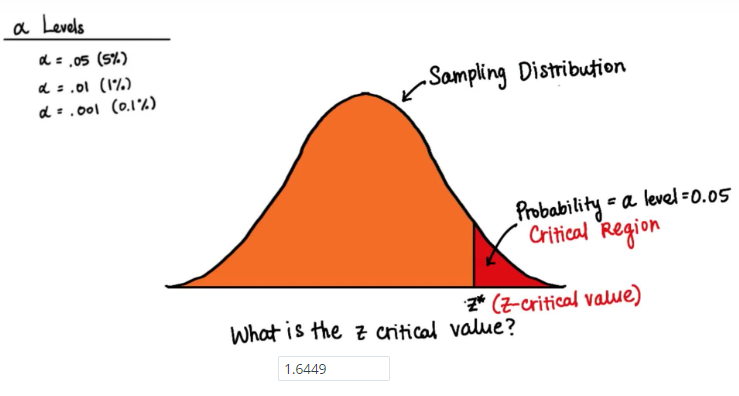 α Levels
α = .05 (5%)
α = .01 (1%)
α = .001 (0.1%)
Sampling Distribution
Probability = α level = 0.05
Critical Region
z* (z-critical value)
What is the z critical value?
1.6449